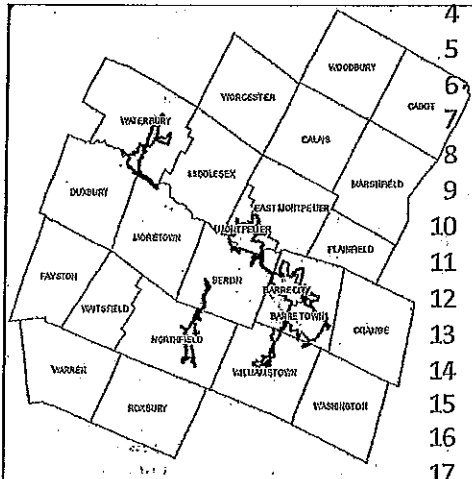 4
5
WOODBURY
6
WORCESTER
CABOT
7
WATERBURY
CALAIS
8
MIDDLESEX
MARSHFIELD
9
DUXBURY
EAST MONTPELIER
10
MONTPELIER
MORETOWN
PLAINFIELD
11
BERLIN
FAYSTON
BARRE CITY
12
WAITSFIELD
BARRE TOWN
ORANGE
13
NORTHFIELD
WARREN
WILLIAMSTOWN
14
ROXBURY
WASHINGTON
15
16
17